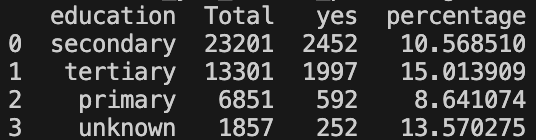 education Total yes percentage
0 secondary 23201 2452 10.568510
1 tertiary 13301 1997 15.013909
2 primary 6851 592 8.641074
3 unknown 1857 252 13.570275